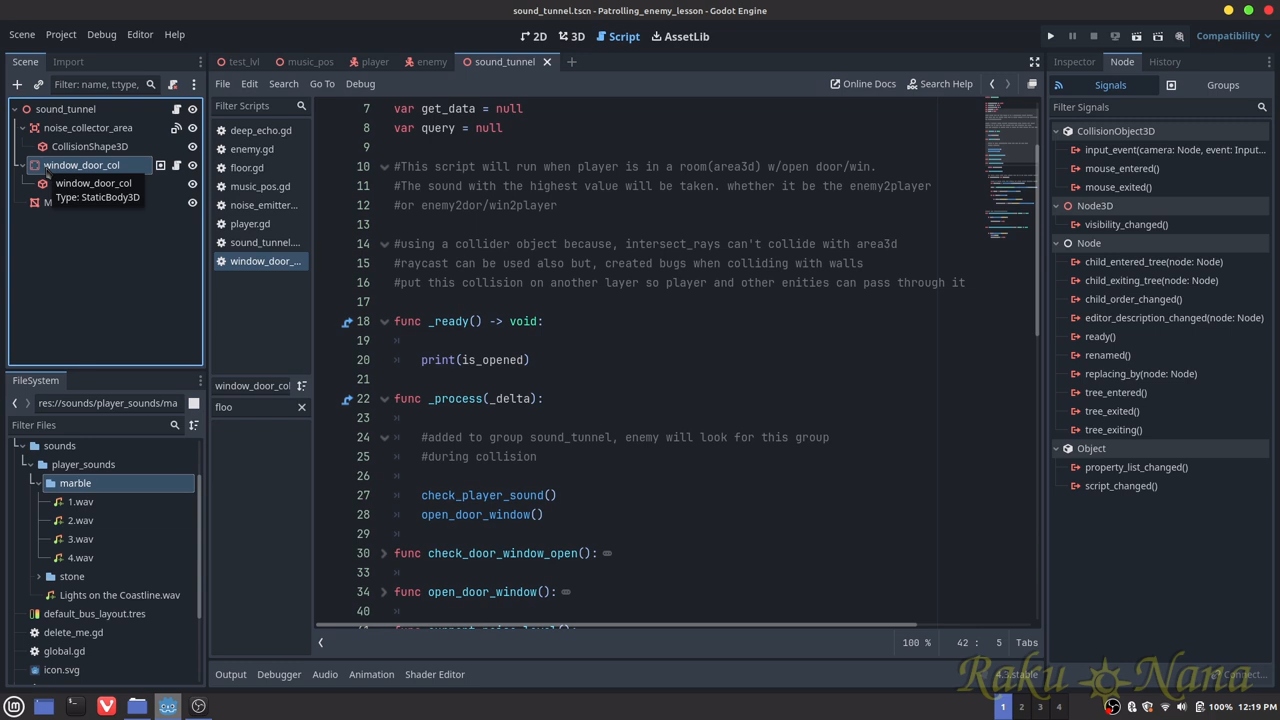 sound_tunnel.tscn - Patrolling_enemy_lesson - Godot Engine
Scene Project Debug Editor Help
2D 3D Script AssetLib
Compatibility
Scene Import
test_lvl music_pos player enemy sound_tunnel
Inspector Node History
Filter: name, t:type,
File Edit Search Go To Debug
Online Docs Search Help
Signals Groups
Filter Scripts
Filter Signals
sound_tunnel
noise_collector_area
CollisionShape3D
window_door_col
window_door_col
Type: StaticBody3D
deep_echo.gd
enemy.gd
floor.gd
music_pos.gd
noise_emitter
player.gd
sound_tunnel...
window_door_...
window_door_col
floo
7 var get_data = null
8 var query = null
9
10 #This script will run when player is in a room(area3d) w/open door/win.
11 #The sound with the highest value will be taken.whether it be the enemy2player
12 #or enemy2dr/win2player
13
14 #using a collider object because, intersect_rays can't collide with area3d
15 #raycast can be used also but, created bugs when colliding with walls
16 #put this collision on another layer so player and other enities can pass through it
17
18 func _ready() -> void:
19
20 print(is_opened)
21
22 func _process(_delta):
23
24 #added to group sound_tunnel, enemy will look for this group
25 #during collision
26
27 check_player_sound()
28 open_door_window()
29
30 func check_door_window_open():
33
34 func open_door_window():
40
100 % 42 : 5 Tabs
CollisionObject3D
input_event(camera: Node, event: Input...
mouse_entered()
mouse_exited()
Node3D
visibility_changed()
Node
child_entered_tree(node: Node)
child_exiting_tree(node: Node)
child_order_changed()
editor_description_changed(node: Node)
ready()
renamed()
replacing_by(node: Node)
tree_entered()
tree_exited()
tree_exiting()
Object
property_list_changed()
script_changed()
FileSystem
res://sounds/player_sounds/ma
Filter Files
sounds
player_sounds
marble
1.wav
2.wav
3.wav
4.wav
stone
Lights on the Coastline.wav
default_bus_layout.tres
delete_me.gd
global.gd
icon.svg
Output Debugger Audio Animation Shader Editor
4.3.stable
Connect...
Raku Nana
1 2 3 4
100% 12:19 PM